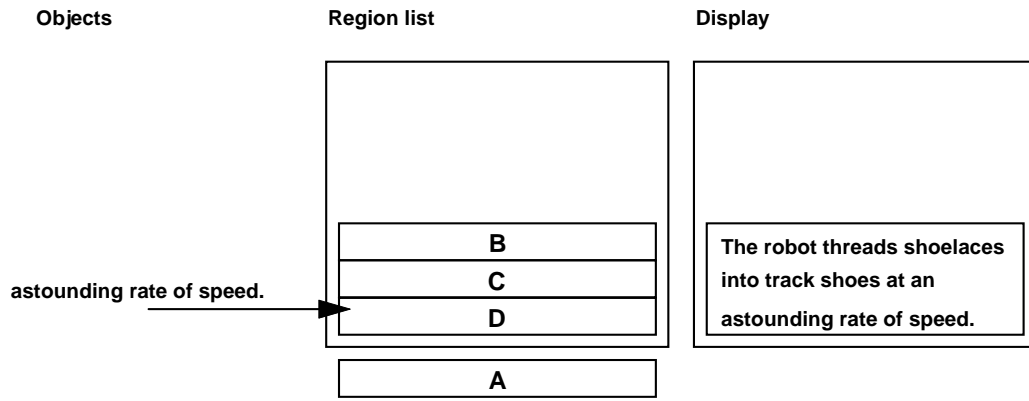 Objects
Region list
Display
B
C
D
A
astounding rate of speed.
The robot threads shoelaces
into track shoes at an
astounding rate of speed.